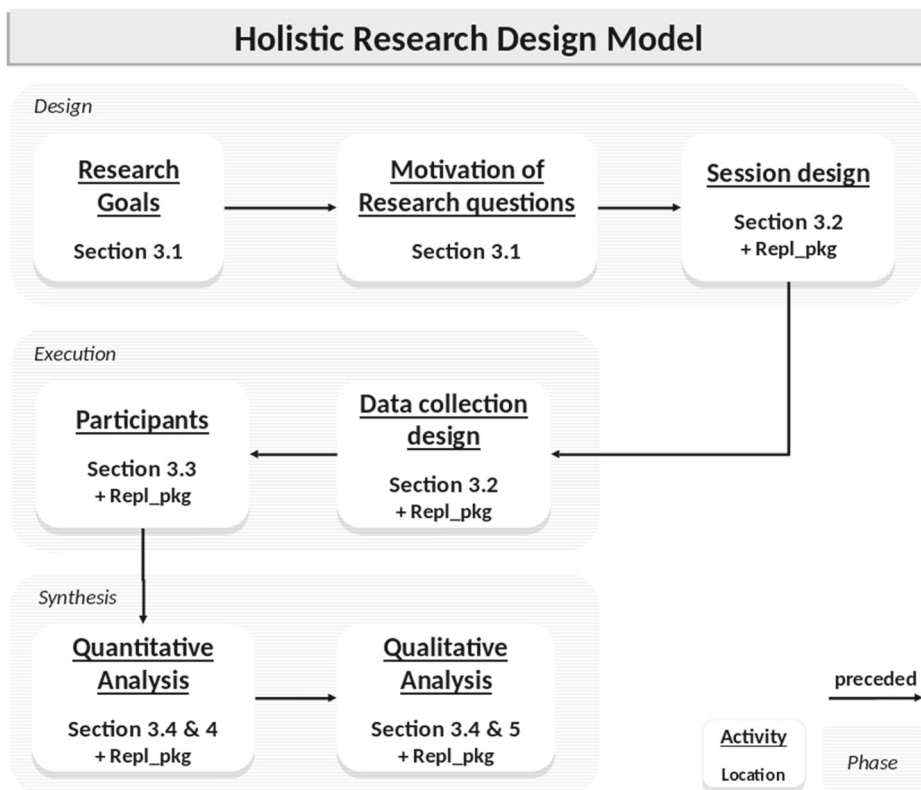 Holistic Research Design Model
Design
Research
Goals
Section 3.1
Motivation of
Research questions
Section 3.1
Session design
Section 3.2
+ Repl_pkg
Execution
Participants
Section 3.3
+ Repl_pkg
Data collection
design
Section 3.2
+ Repl_pkg
Synthesis
Quantitative
Analysis
Section 3.4 & 4
+ Repl_pkg
Qualitative
Analysis
Section 3.4 & 5
+ Repl_pkg
preceded
Activity
Location
Phase